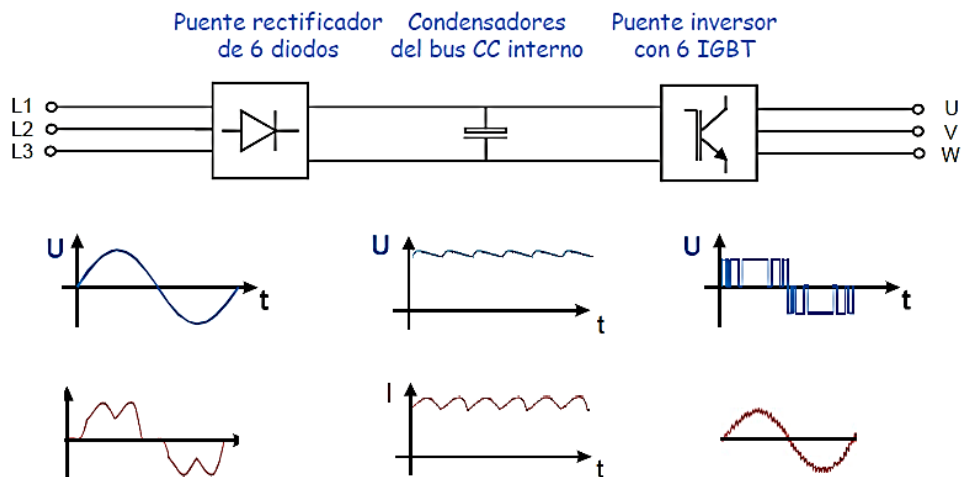 Puente rectificador
de 6 diodos
Condensadores
del bus CC interno
Puente inversor
con 6 IGBT
L1
L2
L3
U
V
W
U
t
U
t
U
t
I
t